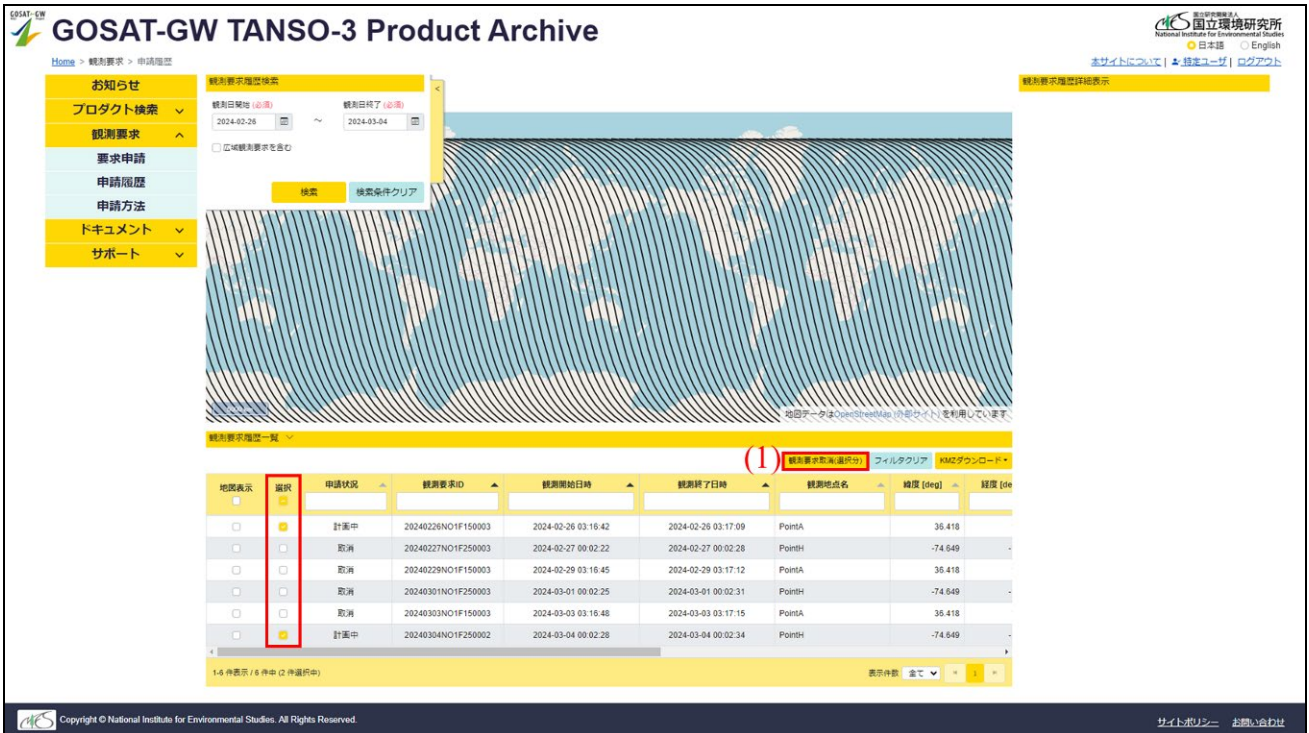 GOSAT-GW
GOSAT-GW TANSO-3 Product Archive
国立研究開発法人
国立環境研究所
National Institute for Environmental Studies
日本語 English
Home > 観測要求 > 申請履歴
本サイトについて | 特定ユーザ | ログアウト
お知らせ
プロダクト検索
観測要求
要求申請
申請履歴
申請方法
ドキュメント
サポート
観測要求履歴検索
<
観測日開始 (必須) 観測日終了 (必須)
2024-02-26 ~ 2024-03-04
広域観測要求を含む
検索 検索条件クリア
観測要求履歴詳細表示
地図データはOpenStreetMap (外部サイト) を利用しています
観測要求履歴一覧
(1) 観測要求取消(選択分) フィルタクリア KMZダウンロード
地図表示 選択 申請状況 観測要求ID 観測開始日時 観測終了日時 観測地点名 緯度 [deg] 経度 [de
計画中 20240226NO1F150003 2024-02-26 03:16:42 2024-02-26 03:17:09 PointA 36.418
取消 20240227NO1F250003 2024-02-27 00:02:22 2024-02-27 00:02:28 PointH -74.649 -
取消 20240229NO1F150003 2024-02-29 03:16:45 2024-02-29 03:17:12 PointA 36.418
取消 20240301NO1F250003 2024-03-01 00:02:25 2024-03-01 00:02:31 PointH -74.649 -
取消 20240303NO1F150003 2024-03-03 03:16:48 2024-03-03 03:17:15 PointA 36.418
計画中 20240304NO1F250002 2024-03-04 00:02:28 2024-03-04 00:02:34 PointH -74.649 -
1-6 件表示 / 6 件中 (2 件選択中)
表示件数 全て « 1 »
Copyright © National Institute for Environmental Studies. All Rights Reserved.
サイトポリシー お問い合わせ